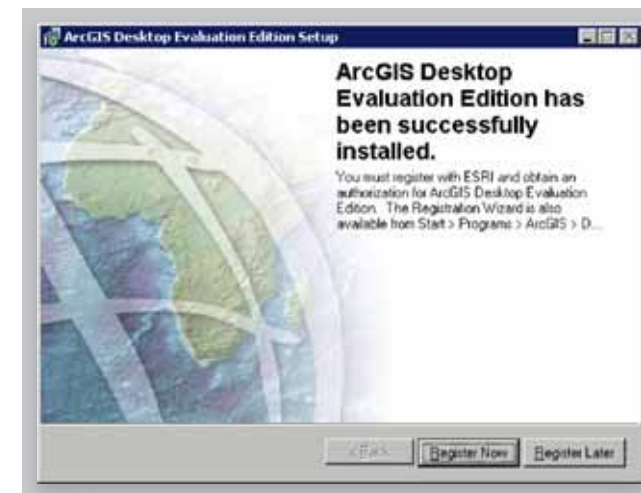 ArcGIS Desktop Evaluation Edition Setup
ArcGIS Desktop
Evaluation Edition has
been successfully
installed.
You must register with ESRI and obtain an
authorization for ArcGIS Desktop Evaluation
Edition. The Registration Wizard is also
available from Start > Programs > ArcGIS > D...
< Back
Register Now
Register Later